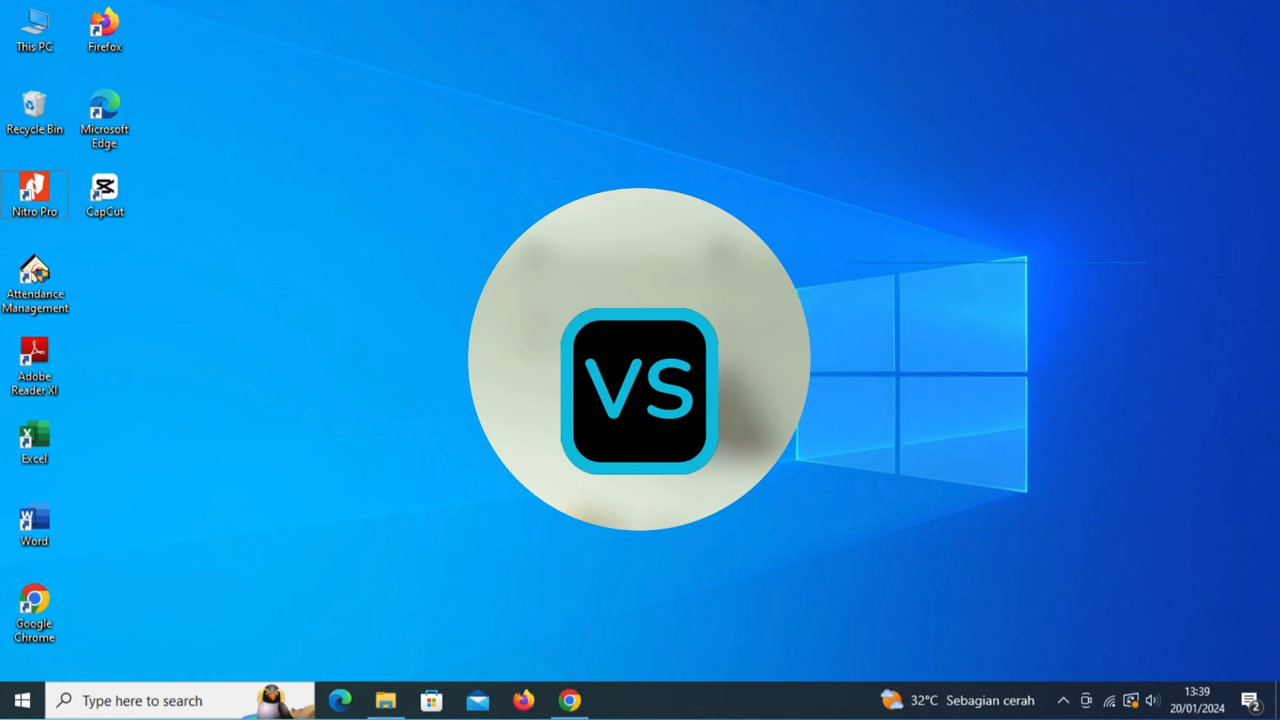 This PC
Firefox
Recycle Bin
Microsoft
Edge
Nitro Pro
CapCut
Attendance
Management
Adobe
Reader XI
Excel
Word
Google
Chrome
VS
Type here to search
32°C Sebagian cerah
13:39
20/01/2024
2